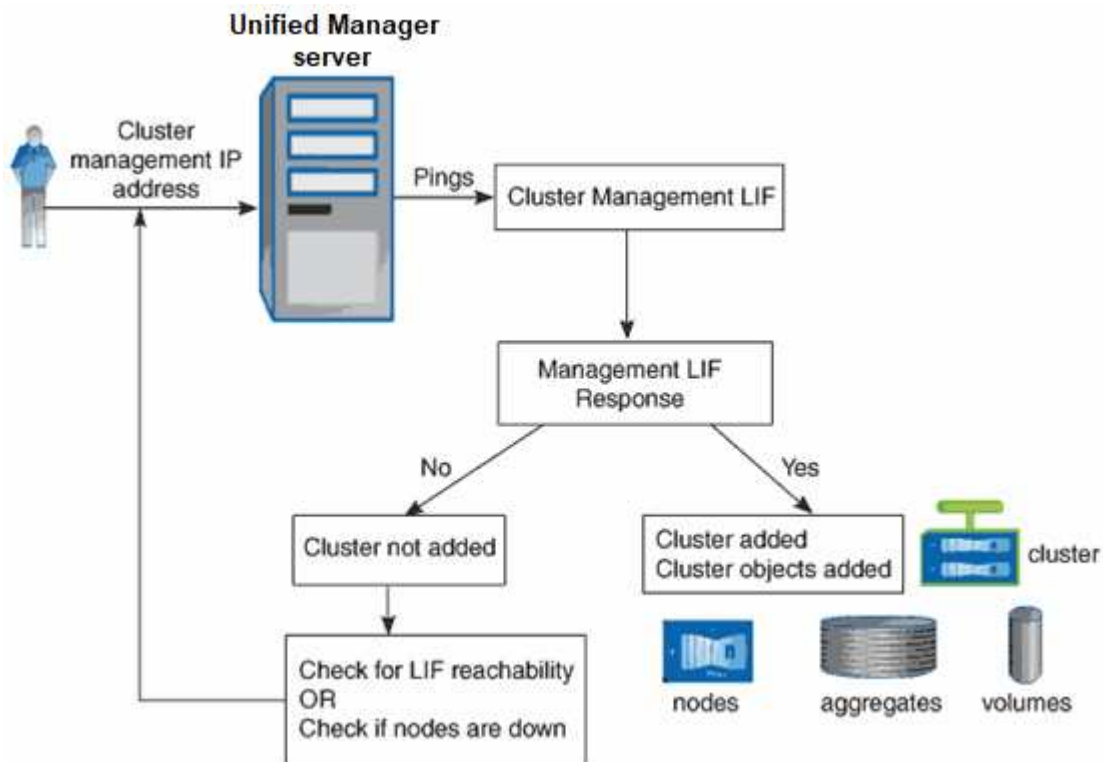 Unified Manager
server
Cluster
management IP
address
Pings
Cluster Management LIF
Management LIF
Response
No
Yes
Cluster not added
Cluster added
Cluster objects added
cluster
Check for LIF reachability
OR
Check if nodes are down
nodes
aggregates
volumes